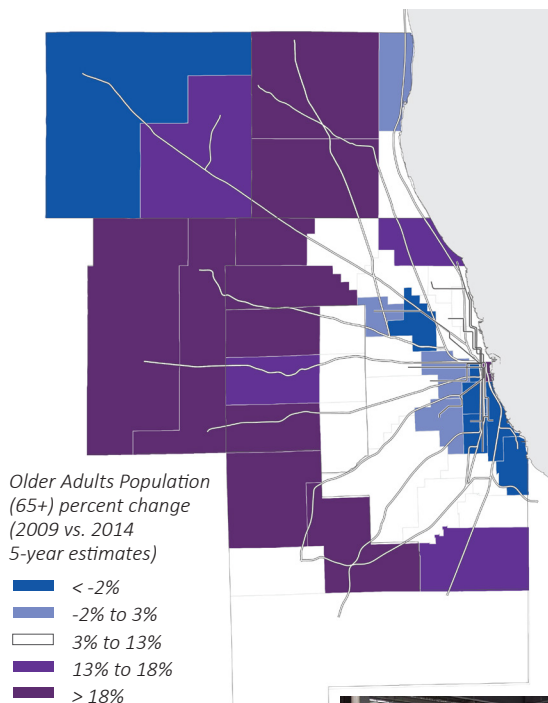 Older Adults Population
(65+) percent change
(2009 vs. 2014
5-year estimates)
< -2%
-2% to 3%
3% to 13%
13% to 18%
> 18%